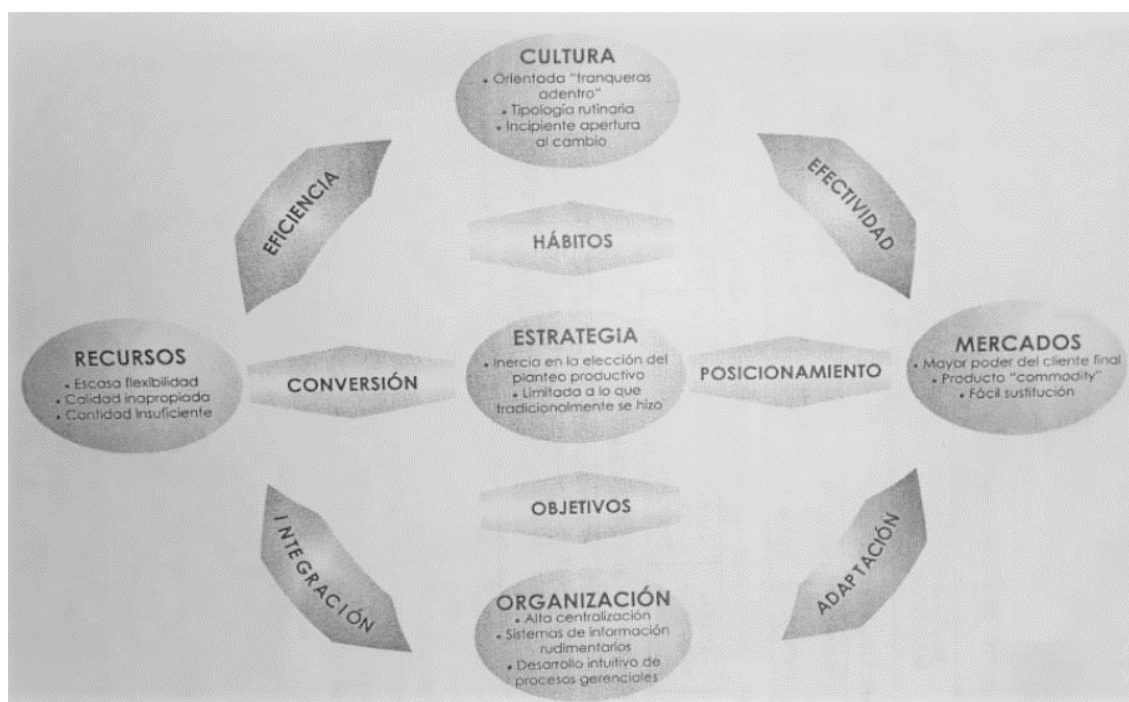 CULTURA
• Orientada "tranqueras
adentro"
• Tipología rutinaria
• Incipiente apertura
al cambio
EFICIENCIA
EFECTIVIDAD
HÁBITOS
RECURSOS
• Escasa flexibilidad
• Calidad inapropiada
• Cantidad insuficiente
CONVERSIÓN
ESTRATEGIA
• Inercia en la elección del
planteo productivo
• Limitada a lo que
tradicionalmente se hizo
POSICIONAMIENTO
MERCADOS
• Mayor poder del cliente final
• Producto "commodity"
• Fácil sustitución
OBJETIVOS
INTEGRACIÓN
ADAPTACIÓN
ORGANIZACIÓN
• Alta centralización
• Sistemas de información
rudimentarios
• Desarrollo intuitivo de
procesos gerenciales